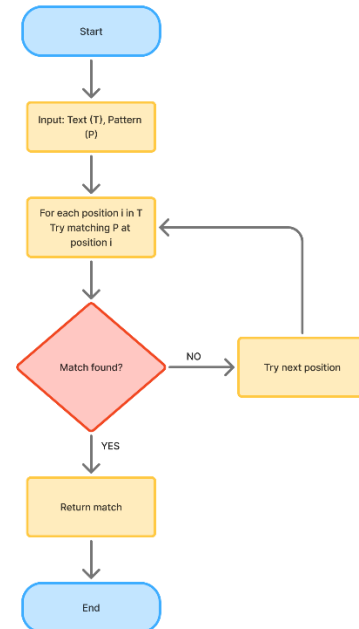 Start
Input: Text (T), Pattern
(P)
For each position i in T
Try matching P at
position i
Match found?
NO
Try next position
YES
Return match
End